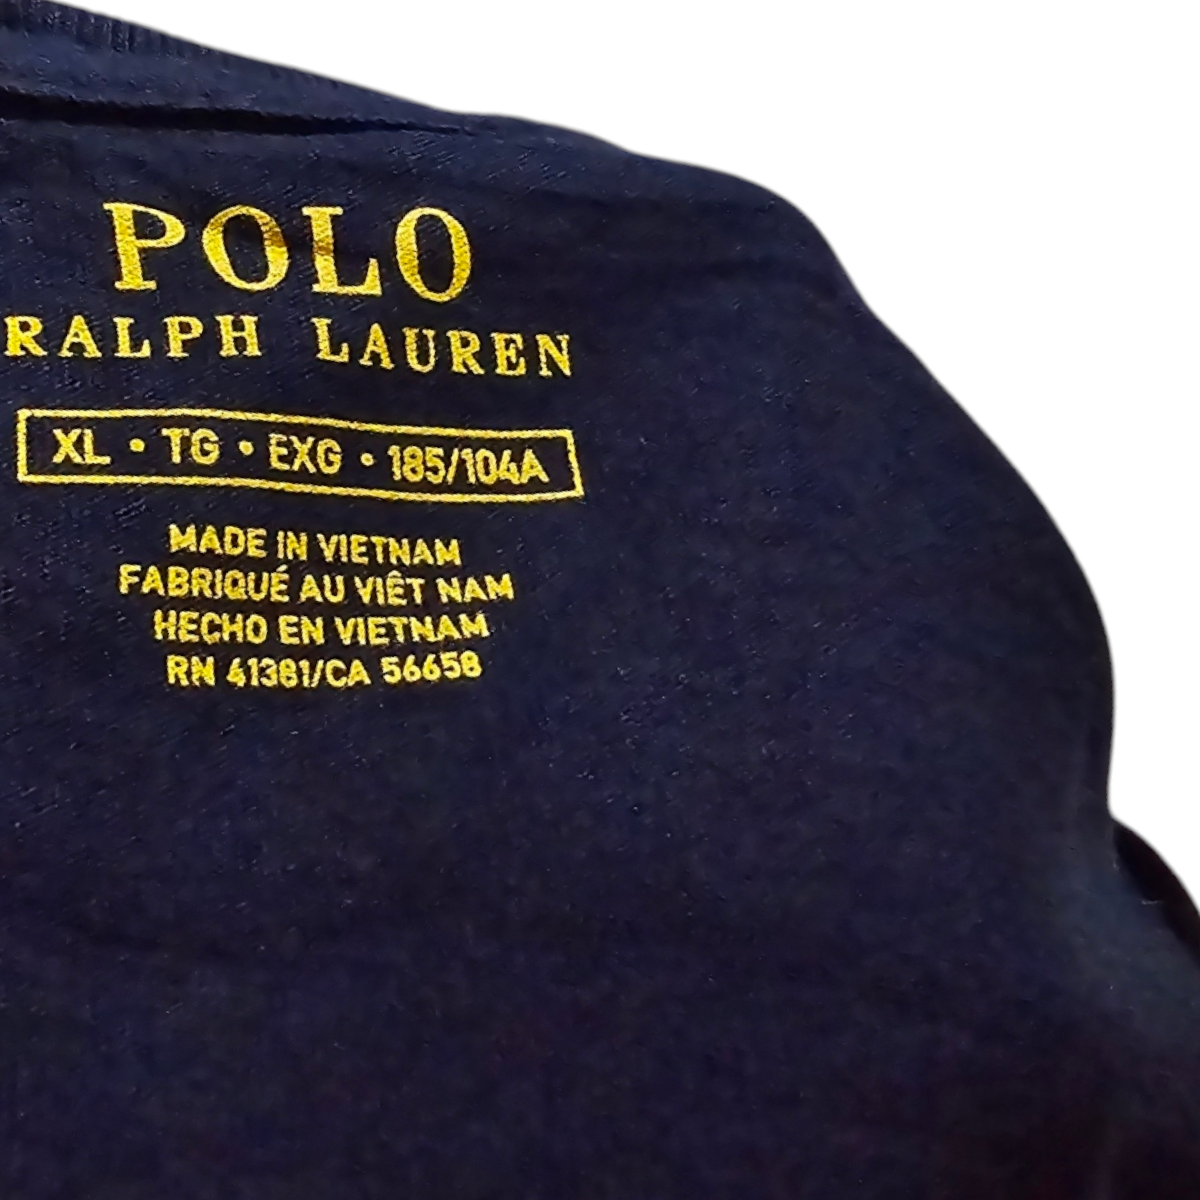 POLO
RALPH LAUREN
XL • TG • EXG • 185/104A
MADE IN VIETNAM
FABRIQUÉ AU VIÊT NAM
HECHO EN VIETNAM
RN 41381/CA 56658